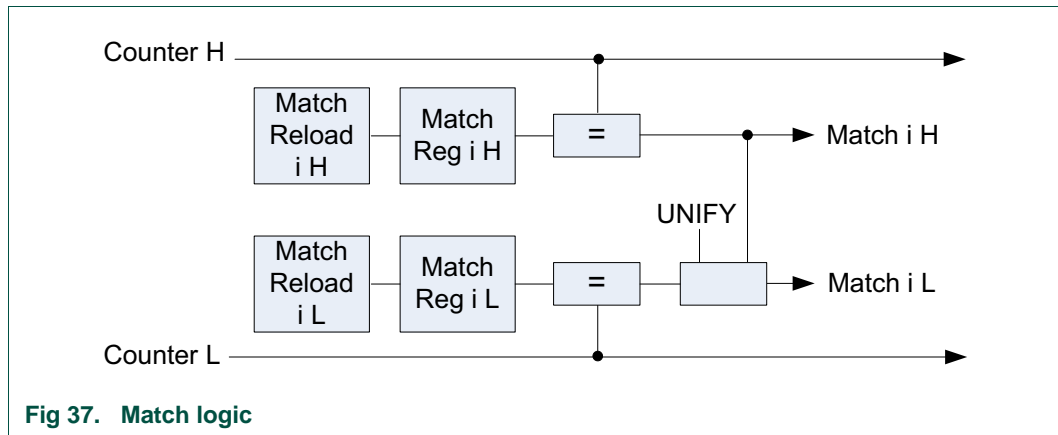 Counter H
Match
Reload
i H
Match
Reg i H
=
Match i H
UNIFY
Match
Reload
i L
Match
Reg i L
=
Match i L
Counter L
Fig 37. Match logic